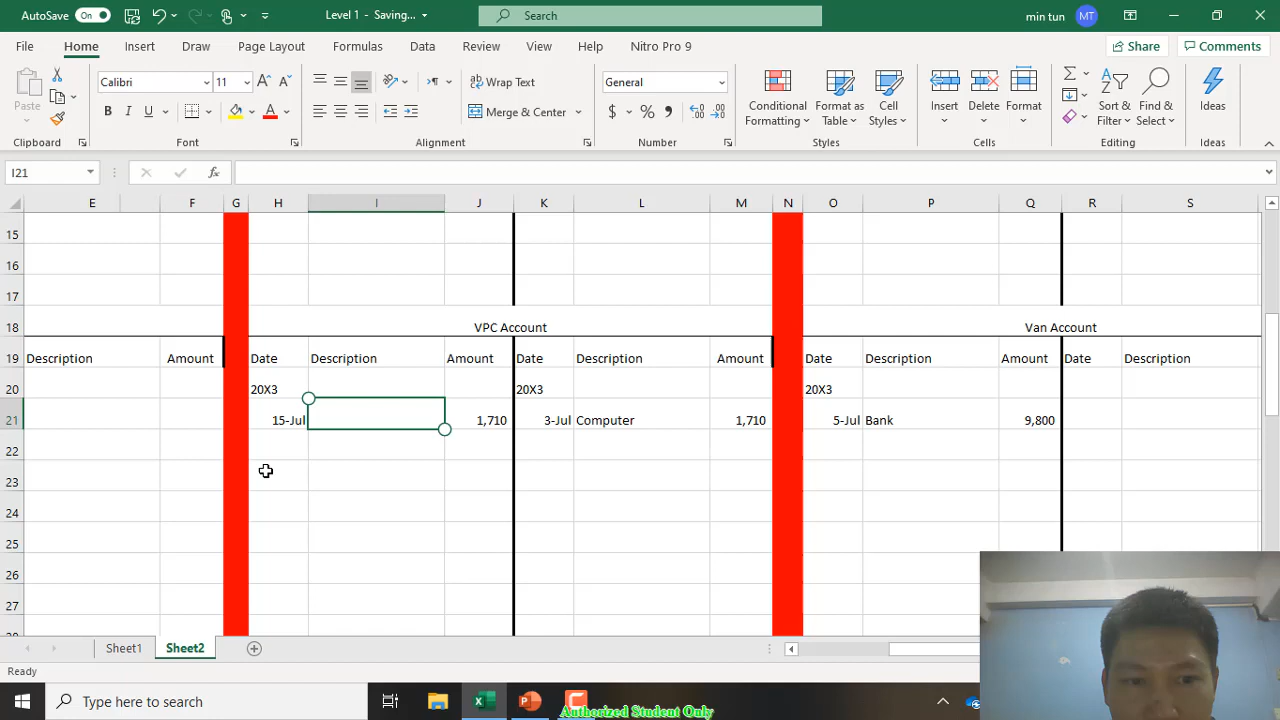 AutoSave On Level 1 - Saving... Search min tun MT
File Home Insert Draw Page Layout Formulas Data Review View Help Nitro Pro 9 Share Comments
Paste Calibri 11 Wrap Text General Conditional Formatting Format as Table Cell Styles Insert Delete Format Sort & Filter Find & Select Ideas
B I U A Merge & Center $ %
Clipboard Font Alignment Number Styles Cells Editing Ideas
I21 fx
E F G H I J K L M N O P Q R S
15
16
17
18 VPC Account Van Account
19 Description Amount Date Description Amount Date Description Amount Date Description Amount Date Description
20 20X3 20X3 20X3
21 15-Jul 1,710 3-Jul Computer 1,710 5-Jul Bank 9,800
22
23
24
25
26
27
Sheet1 Sheet2
Ready
Type here to search
Authorized Student Only